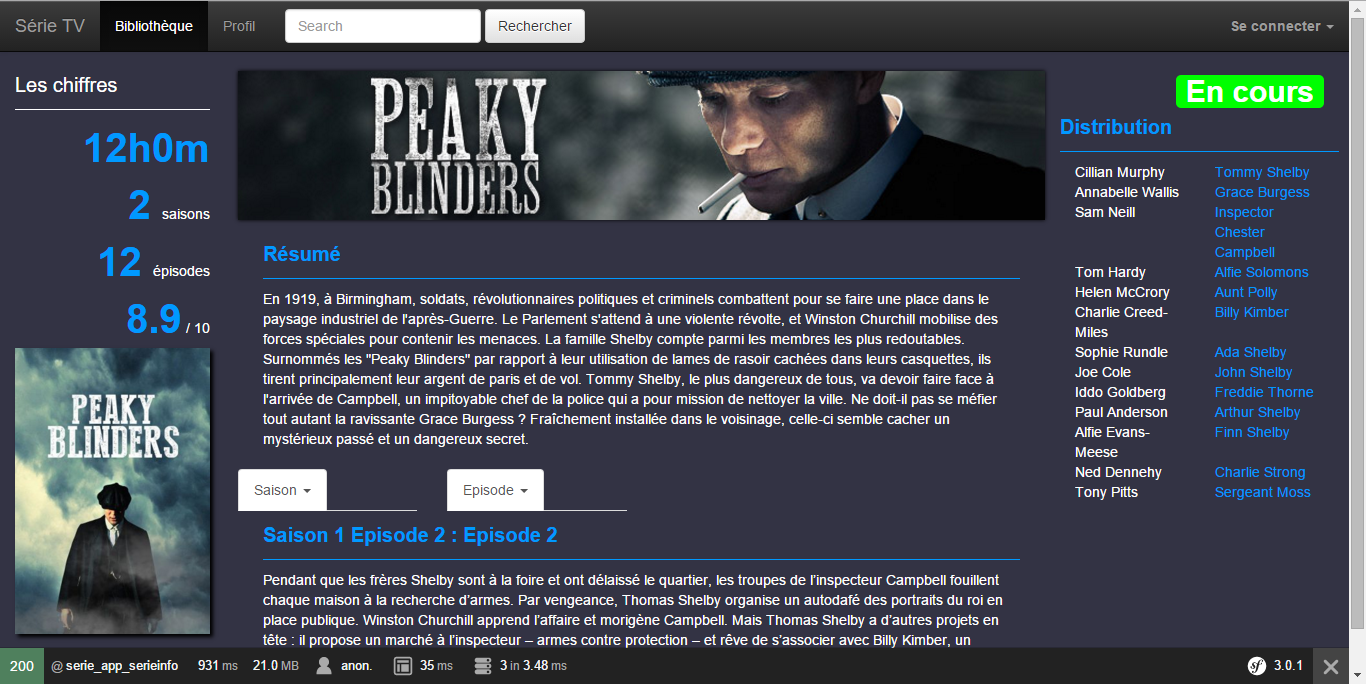 Série TV Bibliothèque Profil Search Rechercher Se connecter
Les chiffres
12h0m
2 saisons
12 épisodes
8.9 / 10
PEAKY
BLINDERS
PEAKY
BLINDERS
Résumé
En 1919, à Birmingham, soldats, révolutionnaires politiques et criminels combattent pour se faire une place dans le
paysage industriel de l'après-Guerre. Le Parlement s'attend à une violente révolte, et Winston Churchill mobilise des
forces spéciales pour contenir les menaces. La famille Shelby compte parmi les membres les plus redoutables.
Surnommés les "Peaky Blinders" par rapport à leur utilisation de lames de rasoir cachées dans leurs casquettes, ils
tirent principalement leur argent de paris et de vol. Tommy Shelby, le plus dangereux de tous, va devoir faire face à
l'arrivée de Campbell, un impitoyable chef de la police qui a pour mission de nettoyer la ville. Ne doit-il pas se méfier
tout autant la ravissante Grace Burgess ? Fraîchement installée dans le voisinage, celle-ci semble cacher un
mystérieux passé et un dangereux secret.
Saison Episode
Saison 1 Episode 2 : Episode 2
Pendant que les frères Shelby sont à la foire et ont délaissé le quartier, les troupes de l’inspecteur Campbell fouillent
chaque maison à la recherche d’armes. Par vengeance, Thomas Shelby organise un autodafé des portraits du roi en
place publique. Winston Churchill apprend l’affaire et morigène Campbell. Mais Thomas Shelby a d’autres projets en
tête : il propose un marché à l’inspecteur – armes contre protection – et rêve de s’associer avec Billy Kimber, un
En cours
Distribution
Cillian Murphy Tommy Shelby
Annabelle Wallis Grace Burgess
Sam Neill Inspector
Chester
Campbell
Tom Hardy Alfie Solomons
Helen McCrory Aunt Polly
Charlie Creed- Billy Kimber
Miles
Sophie Rundle Ada Shelby
Joe Cole John Shelby
Iddo Goldberg Freddie Thorne
Paul Anderson Arthur Shelby
Alfie Evans- Finn Shelby
Meese
Ned Dennehy Charlie Strong
Tony Pitts Sergeant Moss
200 @ serie_app_serieinfo 931 ms 21.0 MB anon. 35 ms 3 in 3.48 ms sf 3.0.1